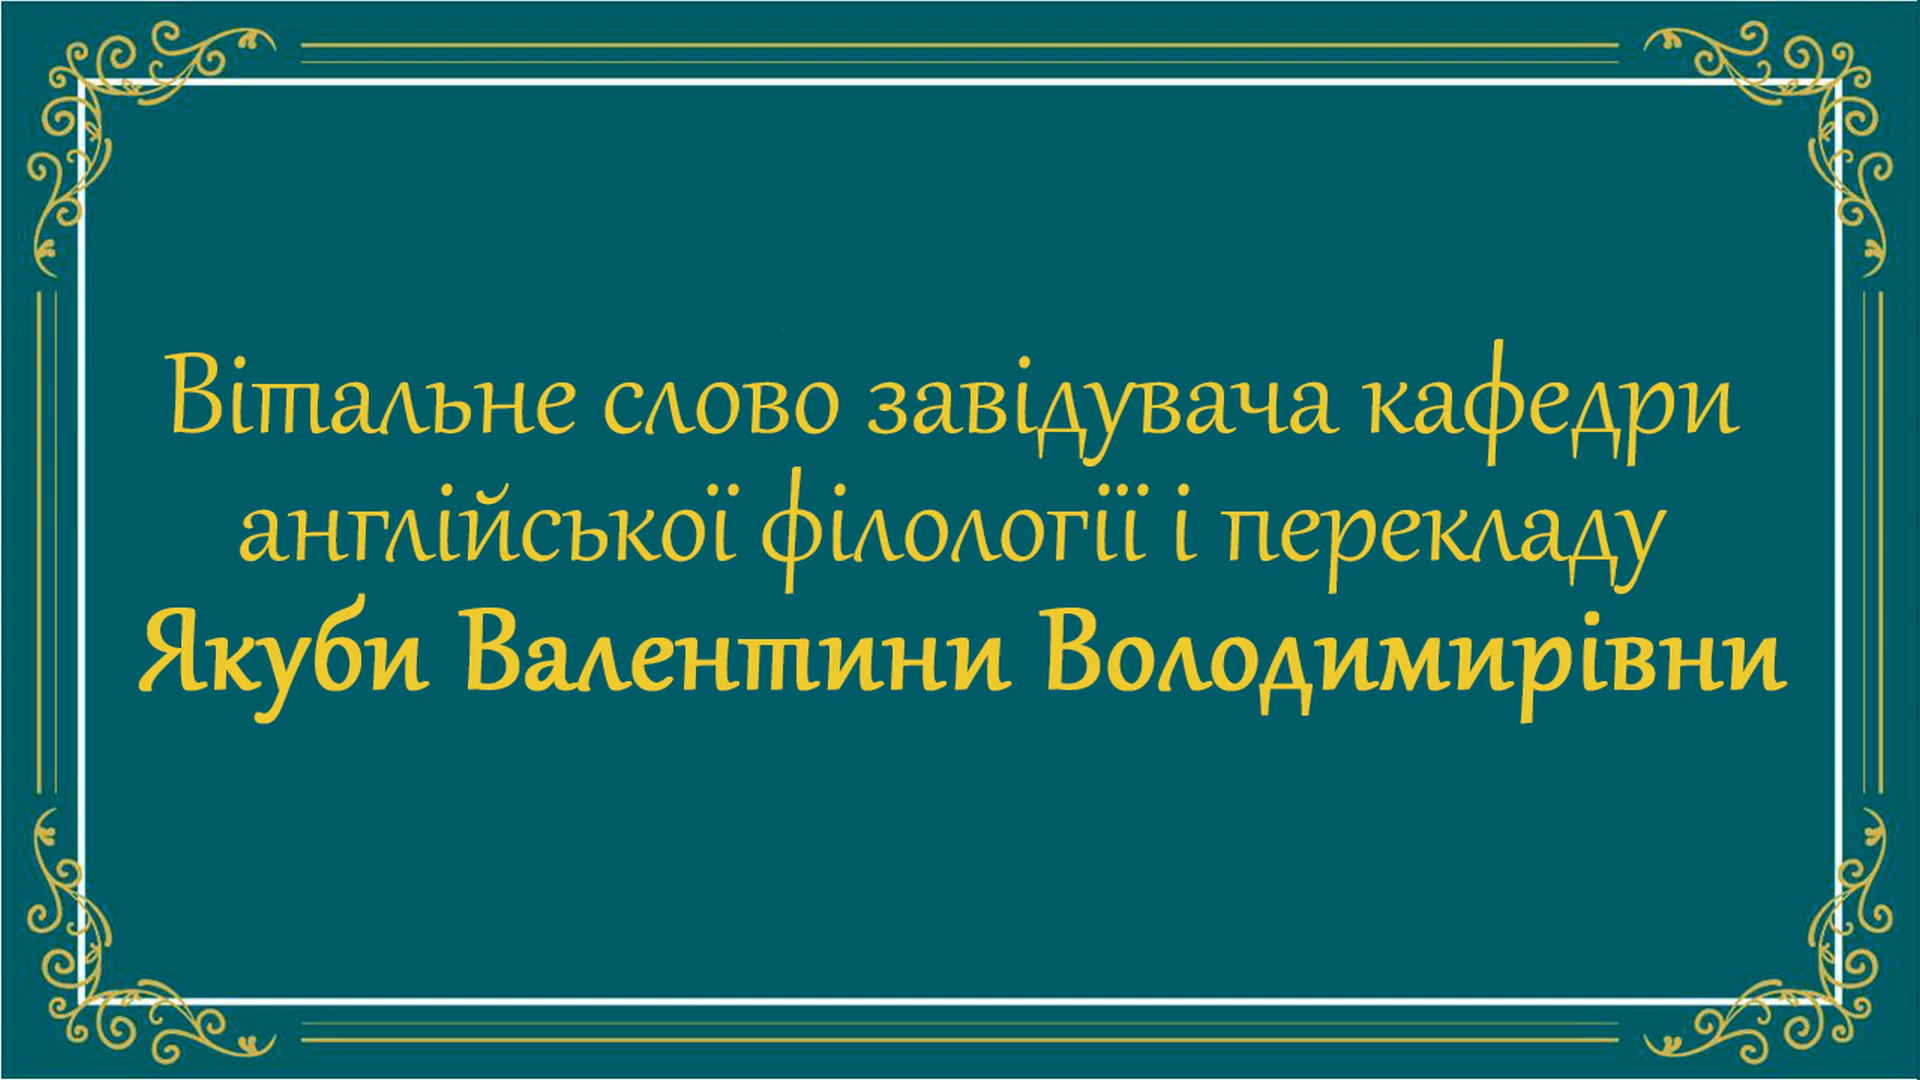 Вітальне слово завідувача кафедри
англійської філології і перекладу
Якуби Валентини Володимирівни